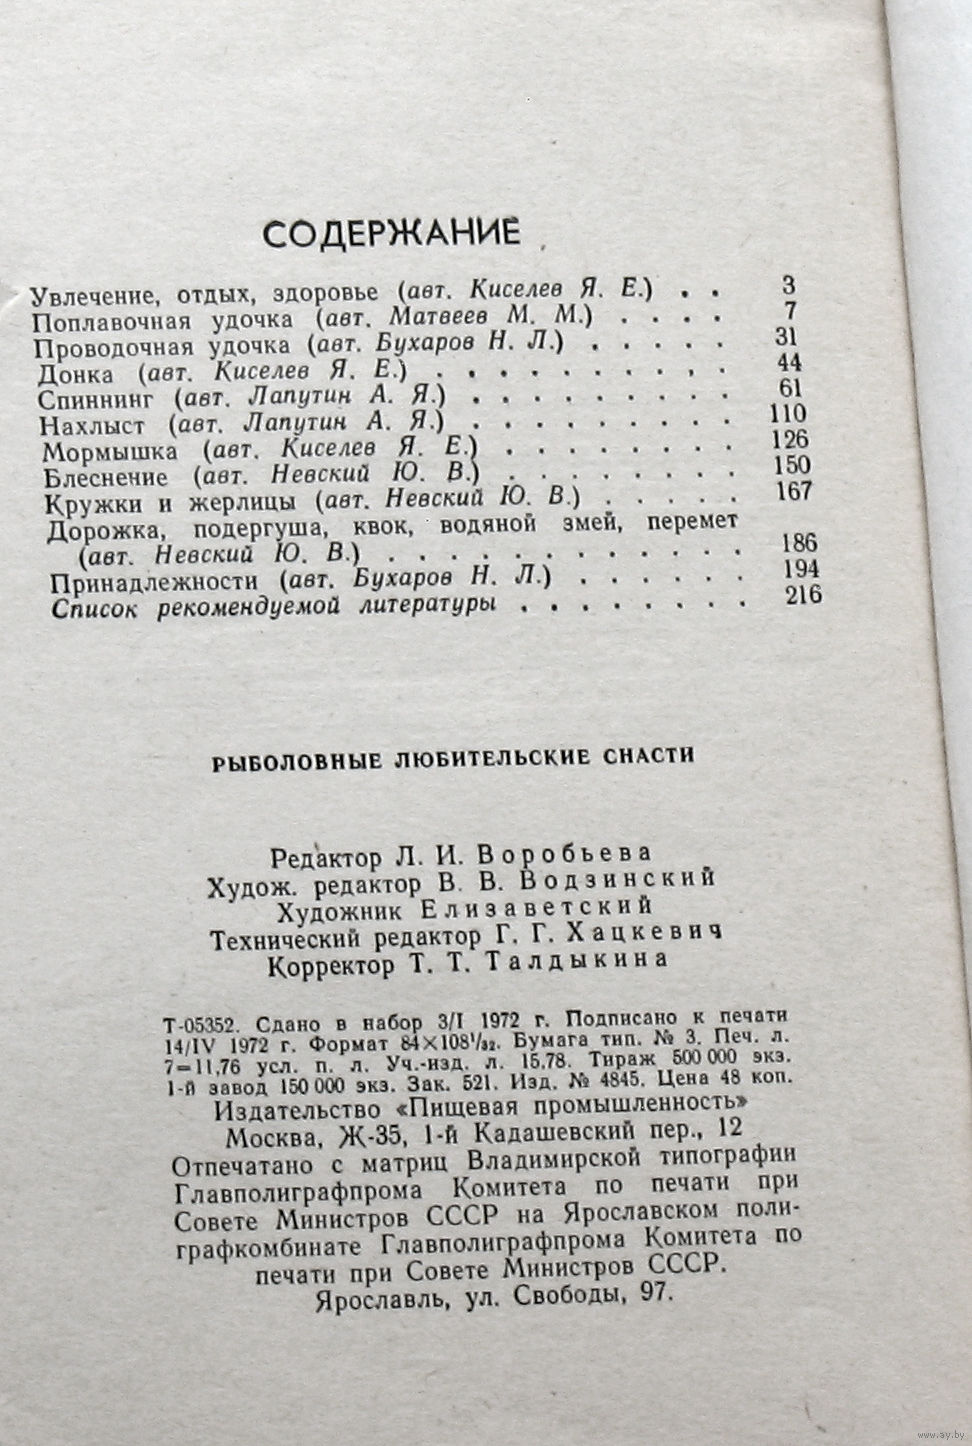 СОДЕРЖАНИЕ
Увлечение, отдых, здоровье (авт. Киселев Я. Е.) . . 3
Поплавочная удочка (авт. Матвеев М. М.) . . . . 7
Проводочная удочка (авт. Бухаров Н. Л.) . . . . . 31
Донка (авт. Киселев Я. Е.) . . . . . . . . . . 44
Спиннинг (авт. Лапутин А. Я.) . . . . . . . . . 61
Нахлыст (авт. Лапутин А. Я.) . . . . . . . . . 110
Мормышка (авт. Киселев Я. Е.) . . . . . . . . 126
Блеснение (авт. Невский Ю. В.) . . . . . . . . 150
Кружки и жерлицы (авт. Невский Ю. В.) . . . . . 167
Дорожка, подергуша, квок, водяной змей, перемет
(авт. Невский Ю. В.) . . . . . . . . . . . . 186
Принадлежности (авт. Бухаров Н. Л.) . . . . . . 194
Список рекомендуемой литературы . . . . . . . . 216
РЫБОЛОВНЫЕ ЛЮБИТЕЛЬСКИЕ СНАСТИ
Редактор Л. И. Воробьева
Худож. редактор В. В. Водзинский
Художник Елизаветский
Технический редактор Г. Г. Хацкевич
Корректор Т. Т. Талдыкина
Т-05352. Сдано в набор 3/I 1972 г. Подписано к печати
14/IV 1972 г. Формат 84×108¹/₃₂. Бумага тип. № 3. Печ. л.
7=11,76 усл. п. л. Уч.-изд. л. 15,78. Тираж 500 000 экз.
1-й завод 150 000 экз. Зак. 521. Изд. № 4845. Цена 48 коп.
Издательство «Пищевая промышленность»
Москва, Ж-35, 1-й Кадашевский пер., 12
Отпечатано с матриц Владимирской типографии
Главполиграфпрома Комитета по печати при
Совете Министров СССР на Ярославском поли-
графкомбинате Главполиграфпрома Комитета по
печати при Совете Министров СССР.
Ярославль, ул. Свободы, 97.
www.ay.by